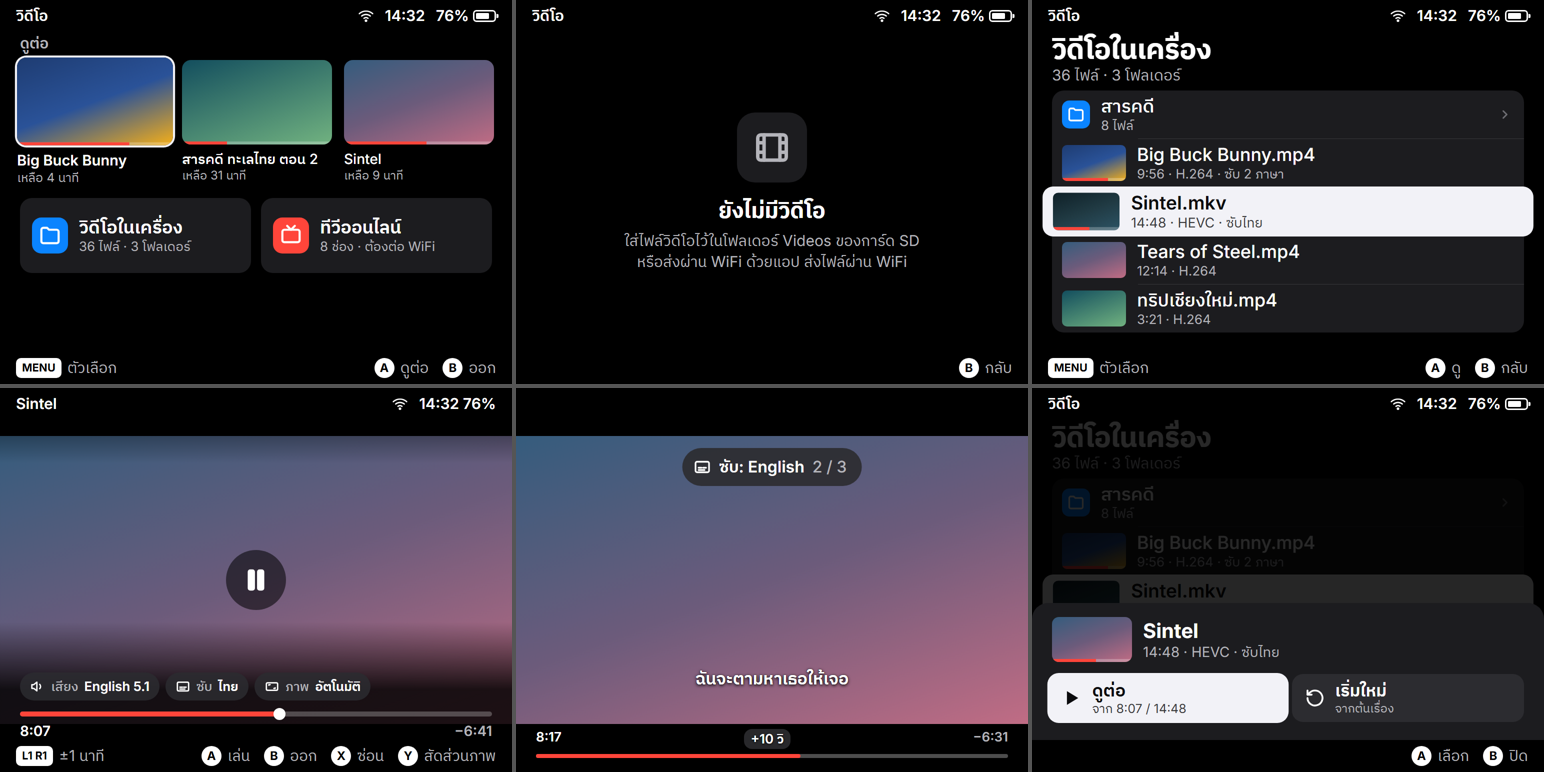 วิดีโอ 14:32 76%
ดูต่อ
Big Buck Bunny
เหลือ 4 นาที
สารคดี ทะเลไทย ตอน 2
เหลือ 31 นาที
Sintel
เหลือ 9 นาที
วิดีโอในเครื่อง
36 ไฟล์ · 3 โฟลเดอร์
ทีวีออนไลน์
8 ช่อง · ต้องต่อ WiFi
MENU ตัวเลือก A ดูต่อ B ออก
วิดีโอ 14:32 76%
ยังไม่มีวิดีโอ
ใส่ไฟล์วิดีโอไว้ในโฟลเดอร์ Videos ของการ์ด SD
หรือส่งผ่าน WiFi ด้วยแอป ส่งไฟล์ผ่าน WiFi
B กลับ
วิดีโอ 14:32 76%
วิดีโอในเครื่อง
36 ไฟล์ · 3 โฟลเดอร์
สารคดี
8 ไฟล์
Big Buck Bunny.mp4
9:56 · H.264 · ซับ 2 ภาษา
Sintel.mkv
14:48 · HEVC · ซับไทย
Tears of Steel.mp4
12:14 · H.264
ทริปเชียงใหม่.mp4
3:21 · H.264
MENU ตัวเลือก A ดู B กลับ
Sintel 14:32 76%
เสียง English 5.1 ซับ ไทย ภาพ อัตโนมัติ
8:07 −6:41
L1 R1 ±1 นาที A เล่น B ออก X ซ่อน Y สัดส่วนภาพ
ซับ: English 2 / 3
ฉันจะตามหาเธอให้เจอ
8:17 +10 วิ −6:31
วิดีโอ 14:32 76%
วิดีโอในเครื่อง
36 ไฟล์ · 3 โฟลเดอร์
สารคดี
8 ไฟล์
Big Buck Bunny.mp4
9:56 · H.264 · ซับ 2 ภาษา
Sintel.mkv
Sintel
14:48 · HEVC · ซับไทย
ดูต่อ
จาก 8:07 / 14:48
เริ่มใหม่
จากต้นเรื่อง
A เลือก B ปิด